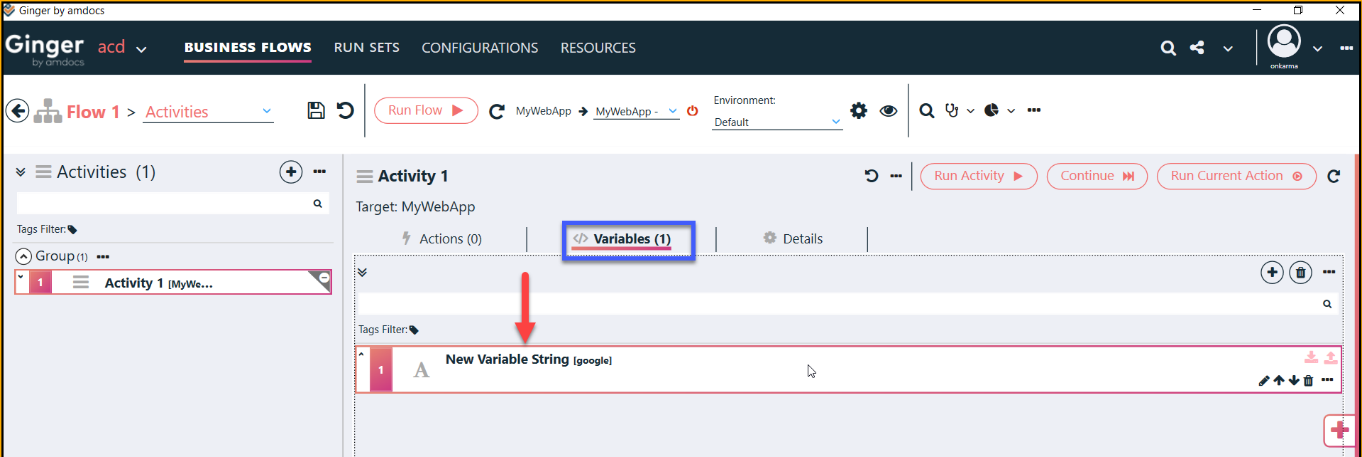 Ginger by amdocs
Ginger by amdocs acd BUSINESS FLOWS RUN SETS CONFIGURATIONS RESOURCES
onkarma
Flow 1 > Activities Run Flow MyWebApp MyWebApp - Environment:
Default
Activities (1)
Tags Filter:
Group (1)
1 Activity 1 [MyWe...
Activity 1 Run Activity Continue Run Current Action
Target: MyWebApp
Actions (0) Variables (1) Details
Tags Filter:
1 A New Variable String [google]